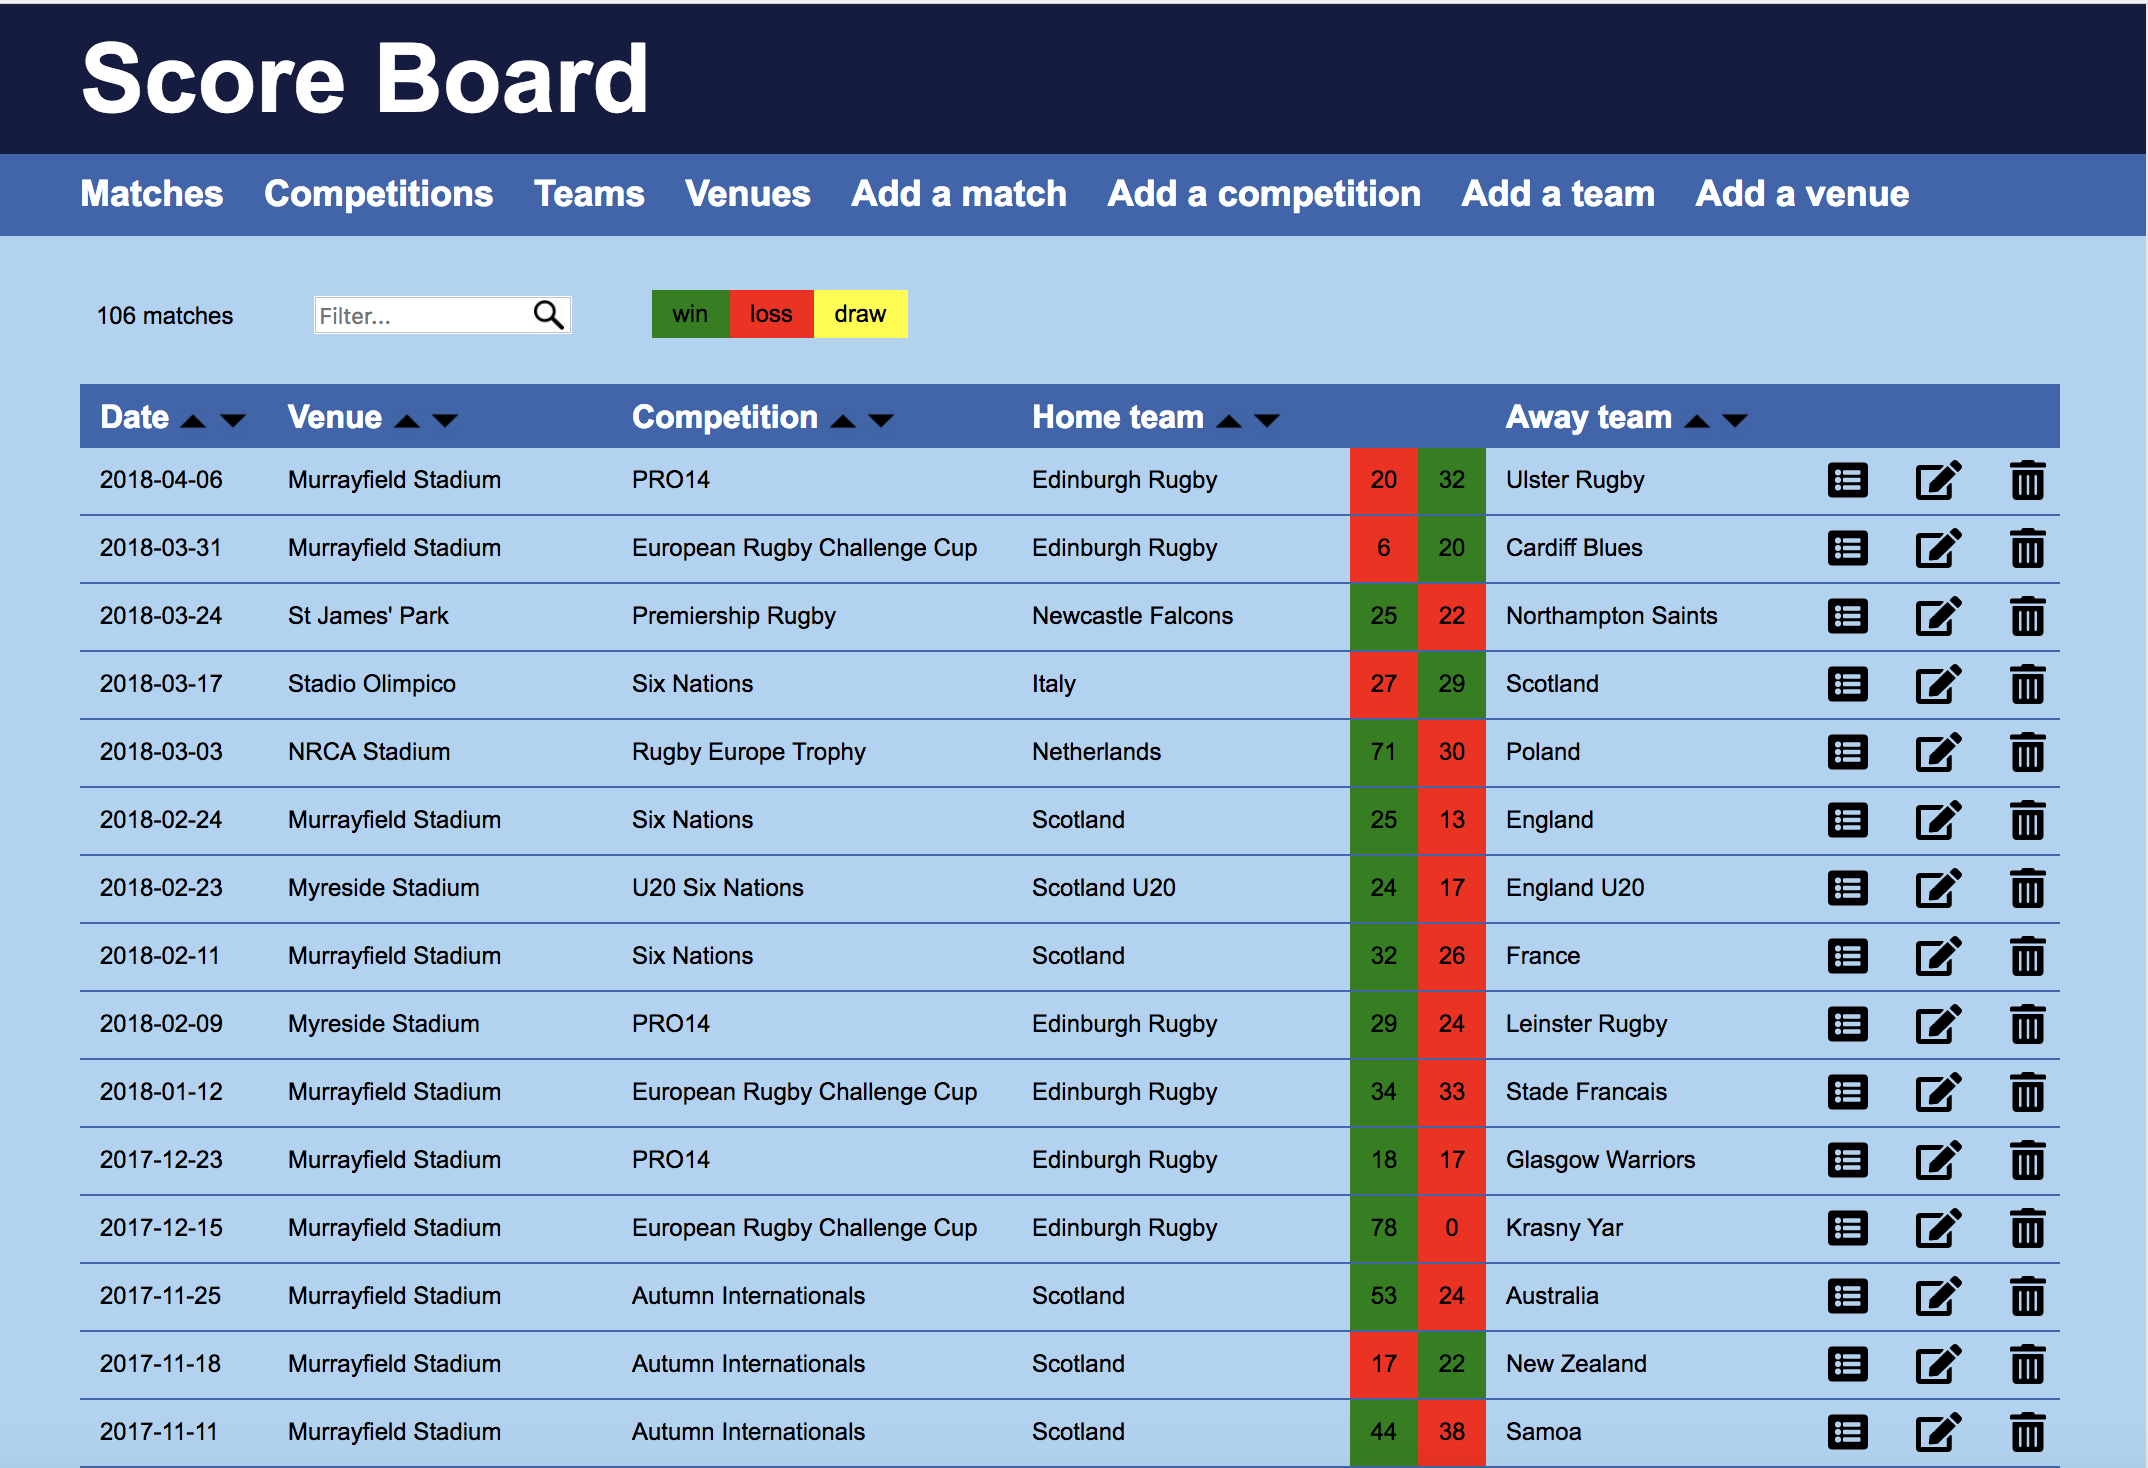 Score Board
Matches Competitions Teams Venues Add a match Add a competition Add a team Add a venue
106 matches Filter... win loss draw
Date Venue Competition Home team Away team
2018-04-06 Murrayfield Stadium PRO14 Edinburgh Rugby 20 32 Ulster Rugby
2018-03-31 Murrayfield Stadium European Rugby Challenge Cup Edinburgh Rugby 6 20 Cardiff Blues
2018-03-24 St James' Park Premiership Rugby Newcastle Falcons 25 22 Northampton Saints
2018-03-17 Stadio Olimpico Six Nations Italy 27 29 Scotland
2018-03-03 NRCA Stadium Rugby Europe Trophy Netherlands 71 30 Poland
2018-02-24 Murrayfield Stadium Six Nations Scotland 25 13 England
2018-02-23 Myreside Stadium U20 Six Nations Scotland U20 24 17 England U20
2018-02-11 Murrayfield Stadium Six Nations Scotland 32 26 France
2018-02-09 Myreside Stadium PRO14 Edinburgh Rugby 29 24 Leinster Rugby
2018-01-12 Murrayfield Stadium European Rugby Challenge Cup Edinburgh Rugby 34 33 Stade Francais
2017-12-23 Murrayfield Stadium PRO14 Edinburgh Rugby 18 17 Glasgow Warriors
2017-12-15 Murrayfield Stadium European Rugby Challenge Cup Edinburgh Rugby 78 0 Krasny Yar
2017-11-25 Murrayfield Stadium Autumn Internationals Scotland 53 24 Australia
2017-11-18 Murrayfield Stadium Autumn Internationals Scotland 17 22 New Zealand
2017-11-11 Murrayfield Stadium Autumn Internationals Scotland 44 38 Samoa